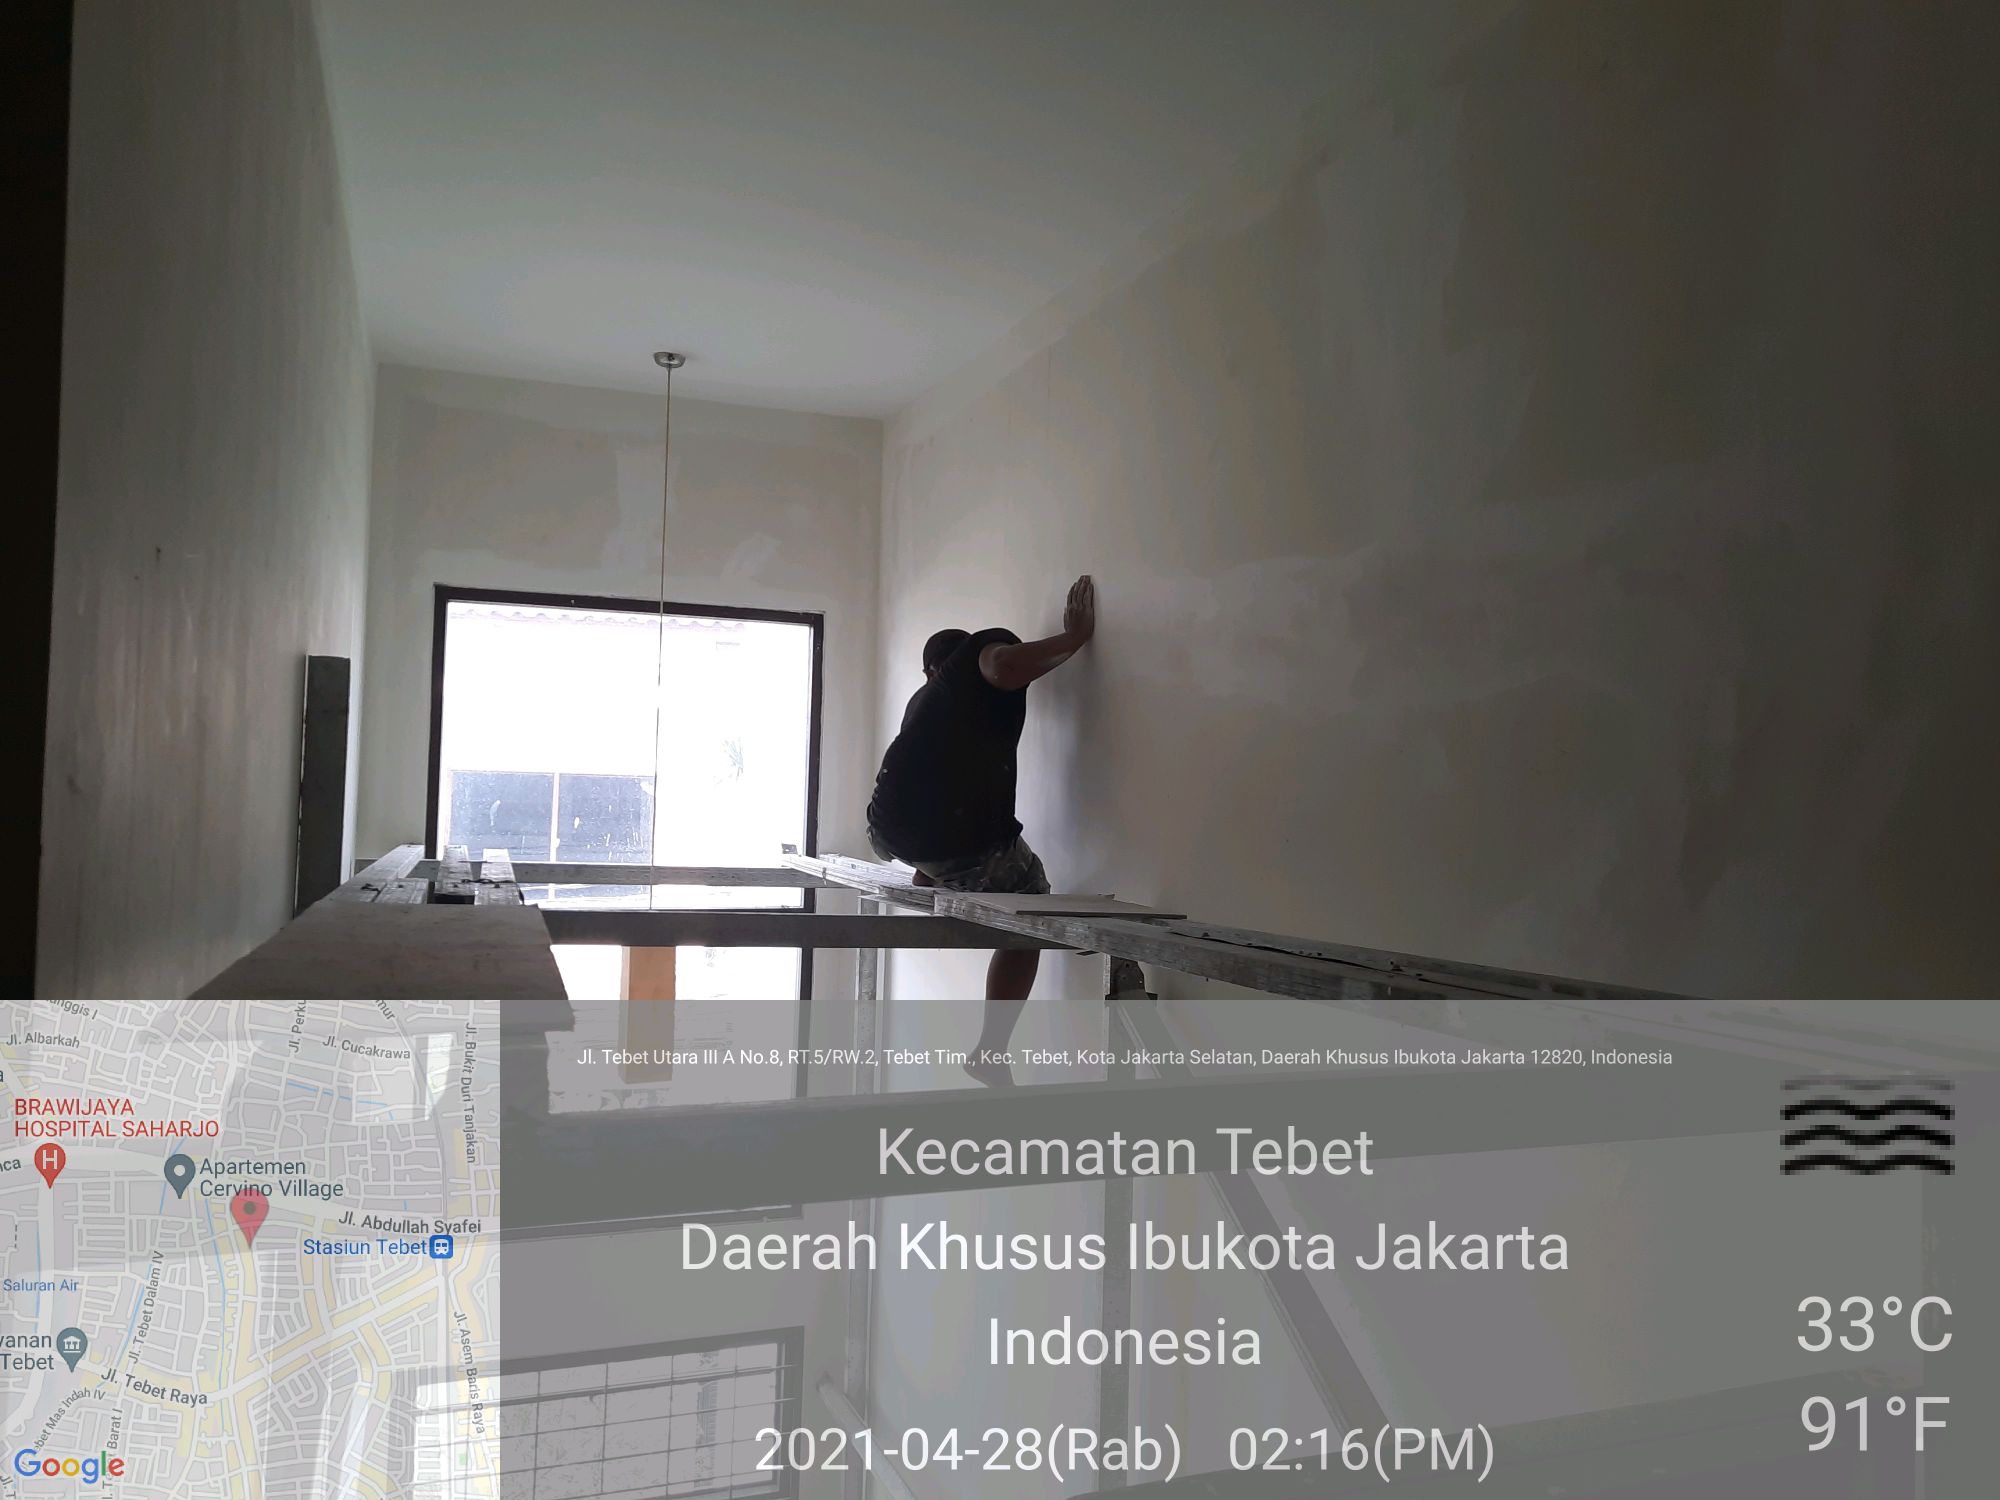 Jl. Tebet Utara III A No.8, RT.5/RW.2, Tebet Tim., Kec. Tebet, Kota Jakarta Selatan, Daerah Khusus Ibukota Jakarta 12820, Indonesia
Kecamatan Tebet
Daerah Khusus Ibukota Jakarta
Indonesia
2021-04-28(Rab) 02:16(PM)
33°C
91°F
Jl. Albarkah
Jl. Cucakrawa
Jl. Bukit Duri Tanjakan
BRAWIJAYA
HOSPITAL SAHARJO
H
Apartemen
Cervino Village
Jl. Abdullah Syafei
Stasiun Tebet
Saluran Air
Jl. Tebet Dalam IV
Tebet
Jl. Tebet Raya
Jl. Asem Baris Raya
Google